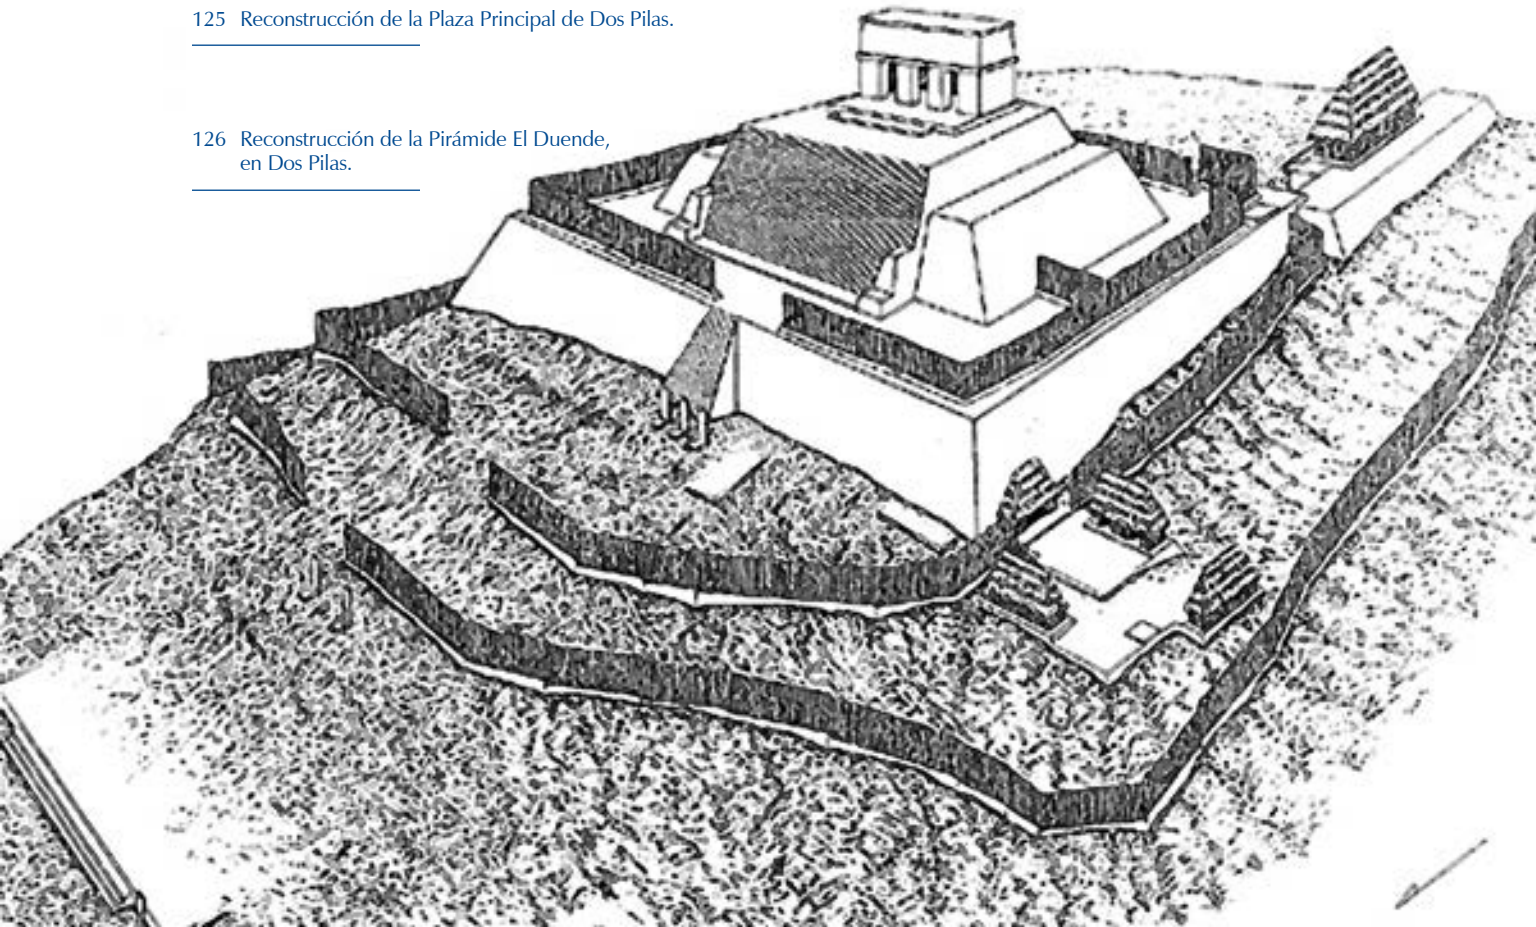 125 Reconstrucción de la Plaza Principal de Dos Pilas.
126 Reconstrucción de la Pirámide El Duende,
en Dos Pilas.